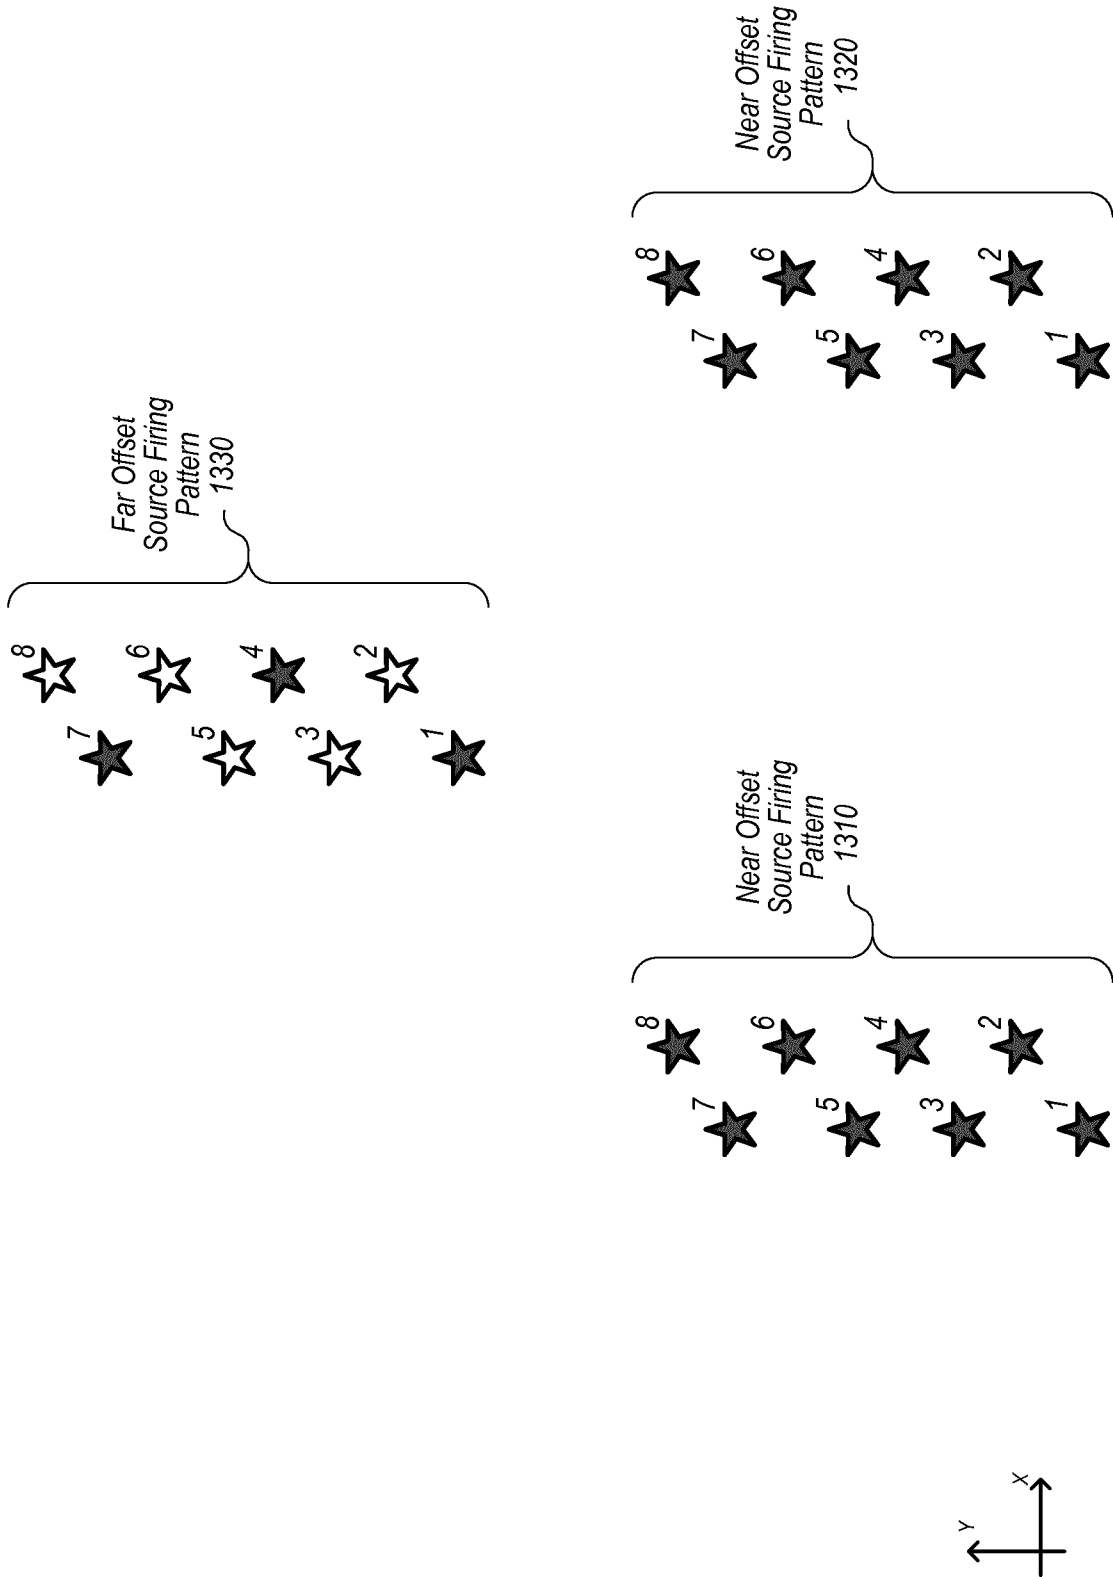 Near Offset
Source Firing
Pattern
1320
8
6
4
2
7
5
3
1
Far Offset
Source Firing
Pattern
1330
8
6
4
2
7
5
3
1
Near Offset
Source Firing
Pattern
1310
8
6
4
2
7
5
3
1
Y
X